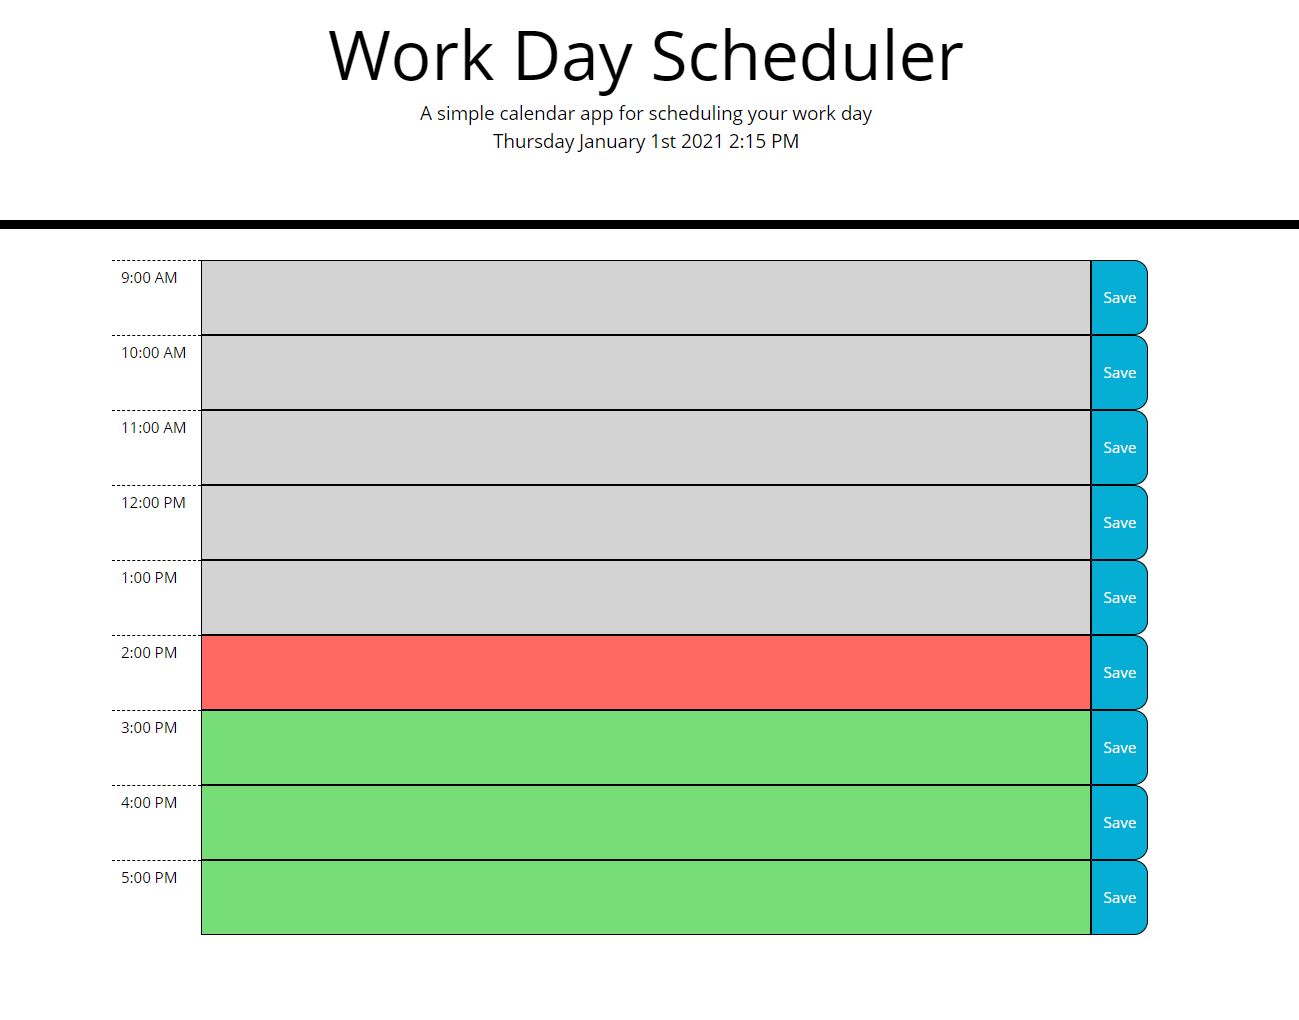 Work Day Scheduler
A simple calendar app for scheduling your work day
Thursday January 1st 2021 2:15 PM
9:00 AM
Save
10:00 AM
Save
11:00 AM
Save
12:00 PM
Save
1:00 PM
Save
2:00 PM
Save
3:00 PM
Save
4:00 PM
Save
5:00 PM
Save